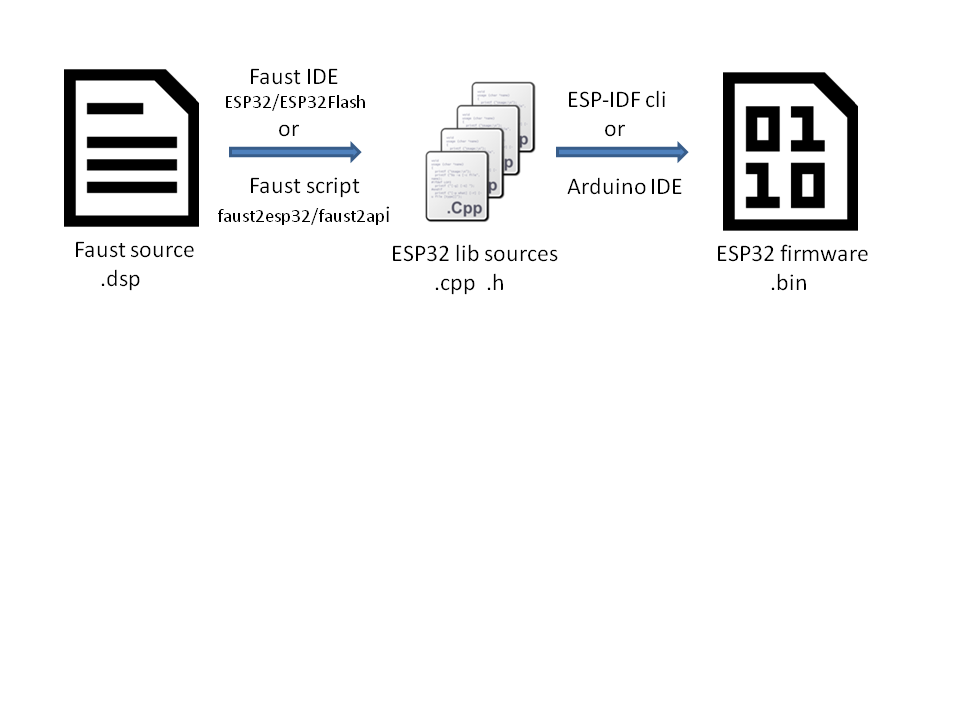 Faust IDE
ESP32/ESP32Flash
or
Faust script
faust2esp32/faust2api
Faust source
.dsp
.Cpp
ESP32 lib sources
.cpp .h
ESP-IDF cli
or
Arduino IDE
01
10
ESP32 firmware
.bin